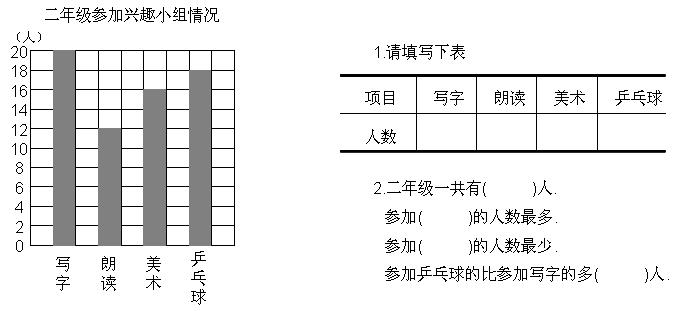 二年级参加兴趣小组情况
(人)
20
18
16
14
12
10
8
6
4
2
0
写字 朗读 美术 乒乓球
1.请填写下表
项目 写字 朗读 美术 乒乓球
人数
2.二年级一共有( )人.
参加( )的人数最多.
参加( )的人数最少.
参加乒乓球的比参加写字的多( )人.